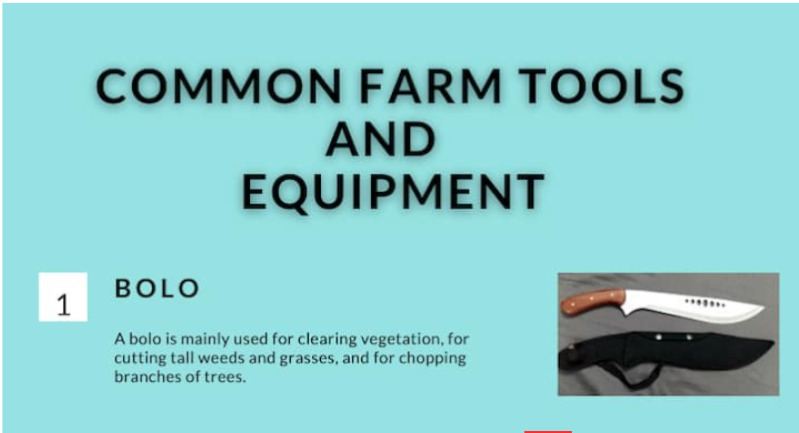 COMMON FARM TOOLS
AND
EQUIPMENT
1
BOLO
A bolo is mainly used for clearing vegetation, for
cutting tall weeds and grasses, and for chopping
branches of trees.